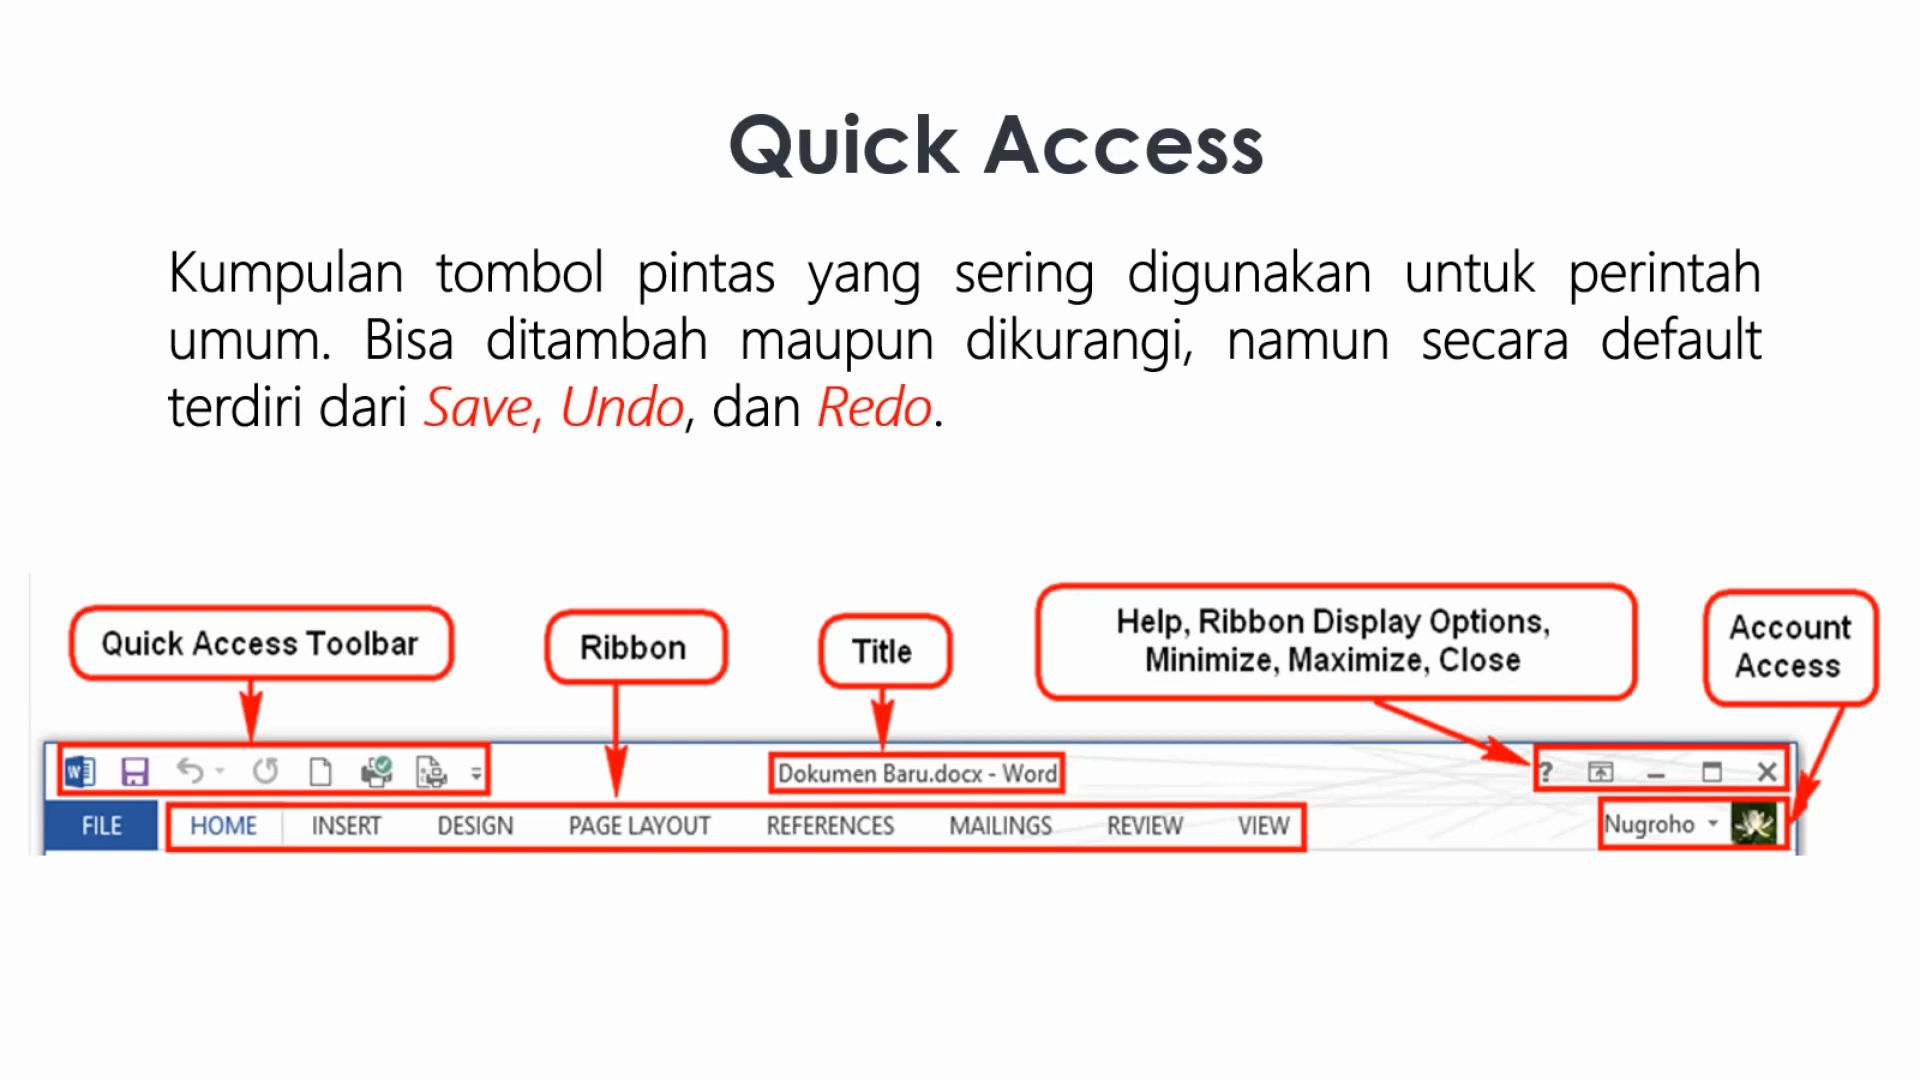 Quick Access
Kumpulan tombol pintas yang sering digunakan untuk perintah
umum. Bisa ditambah maupun dikurangi, namun secara default
terdiri dari Save, Undo, dan Redo.
Quick Access Toolbar
Ribbon
Title
Help, Ribbon Display Options,
Minimize, Maximize, Close
Account
Access
Dokumen Baru.docx - Word
?
FILE HOME INSERT DESIGN PAGE LAYOUT REFERENCES MAILINGS REVIEW VIEW
Nugroho